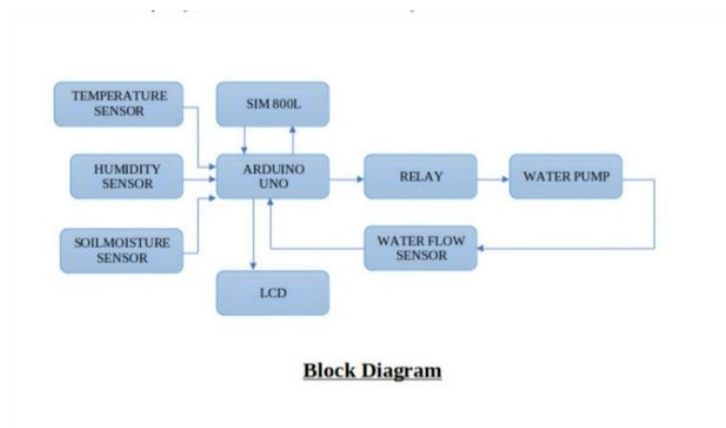 TEMPERATURE
SENSOR
SIM 800L
HUMIDITY
SENSOR
ARDUINO
UNO
RELAY
WATER PUMP
SOILMOISTURE
SENSOR
WATER FLOW
SENSOR
LCD
Block Diagram